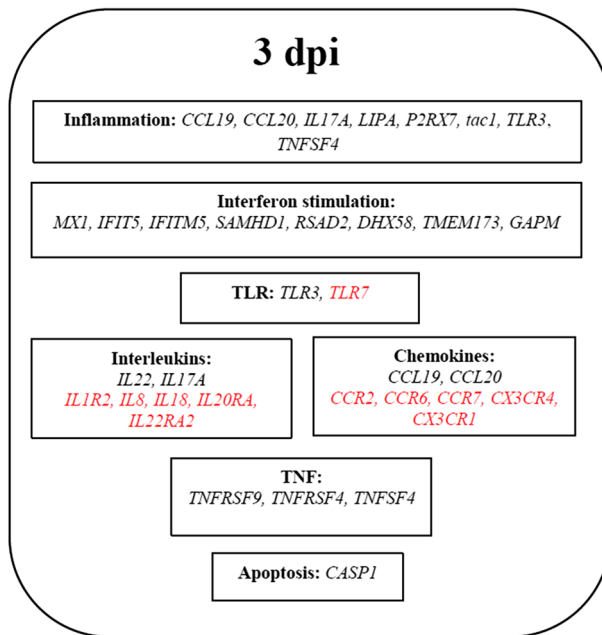 3 dpi
Inflammation: CCL19, CCL20, IL17A, LIPA, P2RX7, tac1, TLR3,
TNFSF4
Interferon stimulation:
MX1, IFIT5, IFITM5, SAMHD1, RSAD2, DHX58, TMEM173, GAPM
TLR: TLR3, TLR7
Interleukins:
IL22, IL17A
IL1R2, IL8, IL18, IL20RA,
IL22RA2
Chemokines:
CCL19, CCL20
CCR2, CCR6, CCR7, CX3CR4,
CX3CR1
TNF:
TNFRSF9, TNFRSF4, TNFSF4
Apoptosis: CASP1